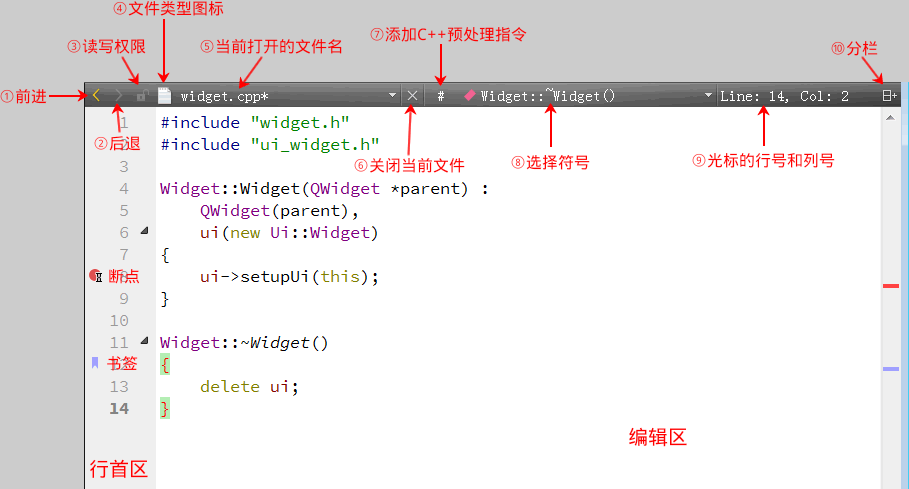 ④文件类型图标
③读写权限
⑤当前打开的文件名
⑦添加C++预处理指令
⑩分栏
①前进
widget.cpp*
#
Widget::~Widget()
Line: 14, Col: 2
②后退
⑥关闭当前文件
⑧选择符号
⑨光标的行号和列号
1 #include "widget.h"
#include "ui_widget.h"
3
4 Widget::Widget(QWidget *parent) :
5 QWidget(parent),
6 ui(new Ui::Widget)
7 {
断点 ui->setupUi(this);
9 }
10
11 Widget::~Widget()
书签 {
13 delete ui;
14 }
编辑区
行首区